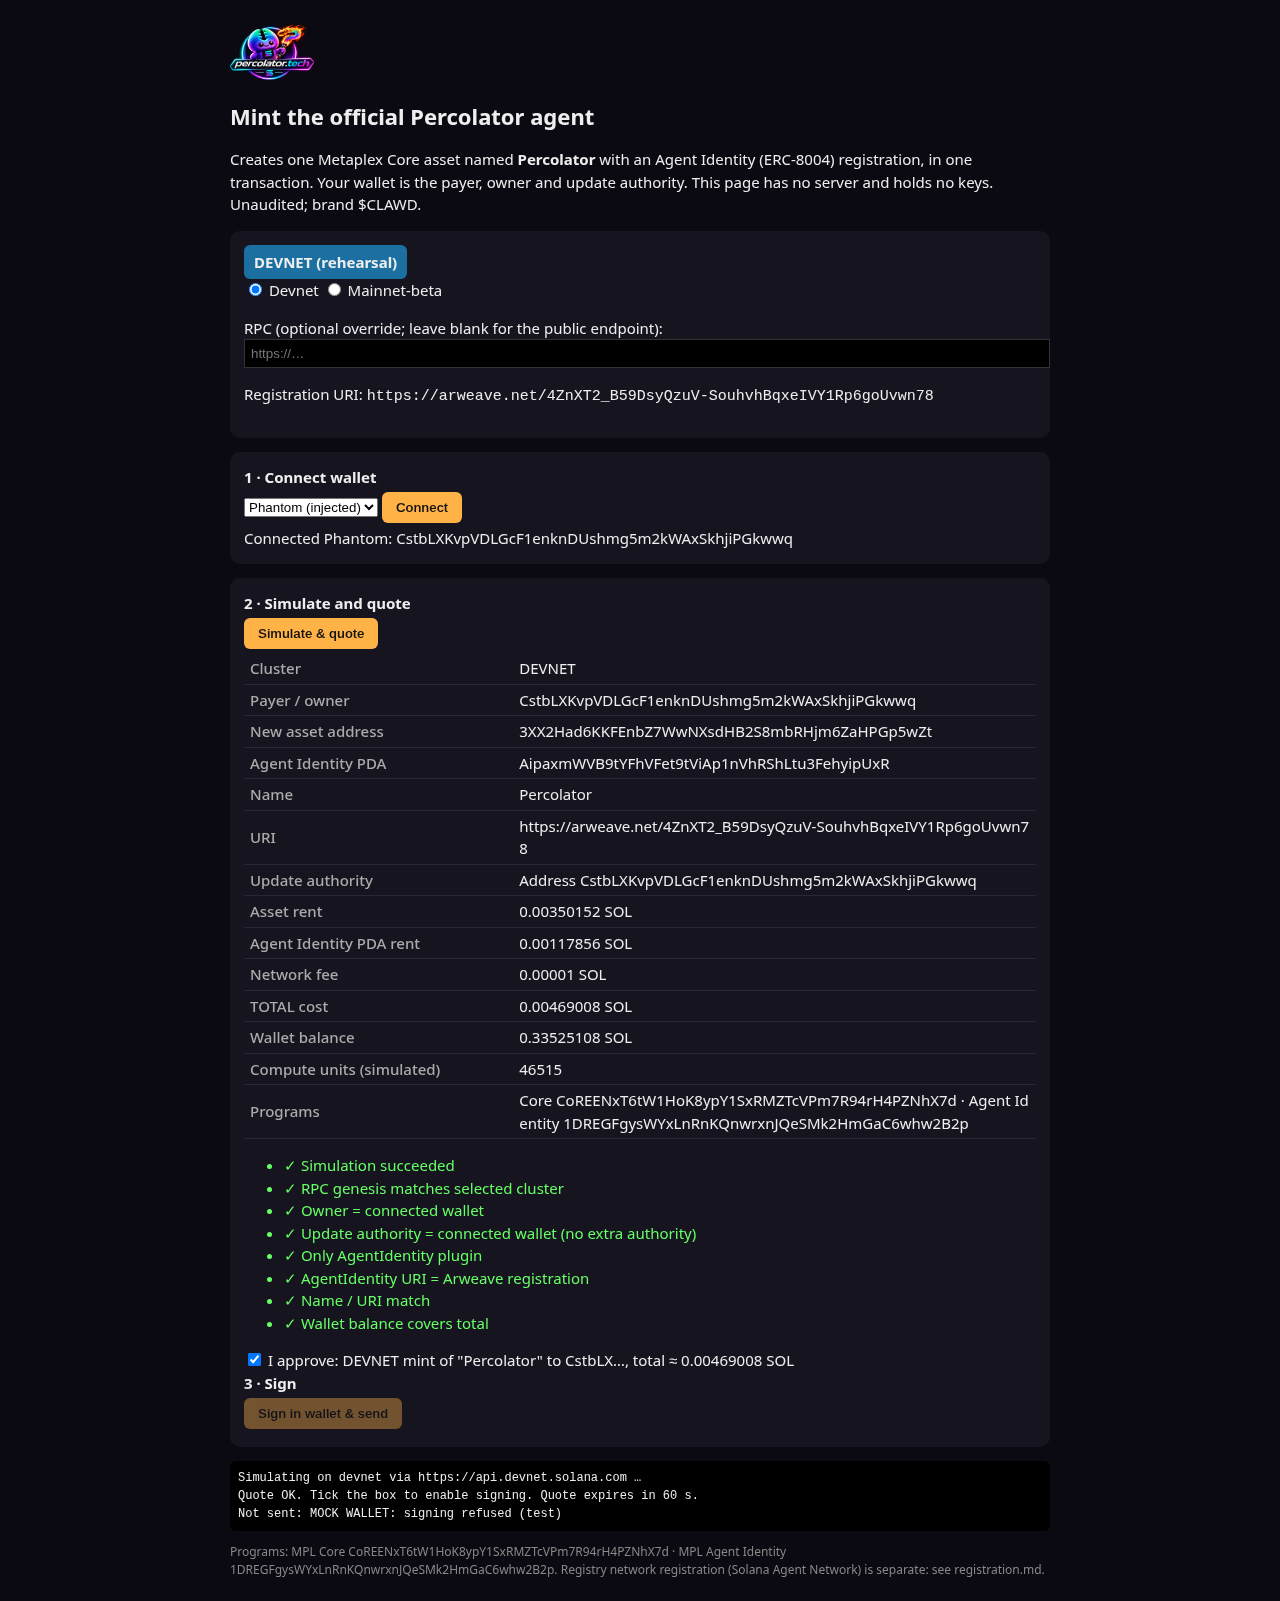 percolator.tech
Mint the official Percolator agent
Creates one Metaplex Core asset named Percolator with an Agent Identity (ERC-8004) registration, in one
transaction. Your wallet is the payer, owner and update authority. This page has no server and holds no keys.
Unaudited; brand $CLAWD.
DEVNET (rehearsal)
Devnet Mainnet-beta
RPC (optional override; leave blank for the public endpoint):
https://…
Registration URI: https://arweave.net/4ZnXT2_B59DsyQzuV-SouhvhBqxeIVY1Rp6goUvwn78
1 · Connect wallet
Phantom (injected) Connect
Connected Phantom: CstbLXKvpVDLGcF1enknDUshmg5m2kWAxSkhjiPGkwwq
2 · Simulate and quote
Simulate & quote
Cluster DEVNET
Payer / owner CstbLXKvpVDLGcF1enknDUshmg5m2kWAxSkhjiPGkwwq
New asset address 3XX2Had6KKFEnbZ7WwNXsdHB2S8mbRHjm6ZaHPGp5wZt
Agent Identity PDA AipaxmWVB9tYFhVFet9tViAp1nVhRShLtu3FehyipUxR
Name Percolator
URI https://arweave.net/4ZnXT2_B59DsyQzuV-SouhvhBqxeIVY1Rp6goUvwn7
8
Update authority Address CstbLXKvpVDLGcF1enknDUshmg5m2kWAxSkhjiPGkwwq
Asset rent 0.00350152 SOL
Agent Identity PDA rent 0.00117856 SOL
Network fee 0.00001 SOL
TOTAL cost 0.00469008 SOL
Wallet balance 0.33525108 SOL
Compute units (simulated) 46515
Programs Core CoREENxT6tW1HoK8ypY1SxRMZTcVPm7R94rH4PZNhX7d · Agent Id
entity 1DREGFgysWYxLnRnKQnwrxnJQeSMk2HmGaC6whw2B2p
• ✓ Simulation succeeded
• ✓ RPC genesis matches selected cluster
• ✓ Owner = connected wallet
• ✓ Update authority = connected wallet (no extra authority)
• ✓ Only AgentIdentity plugin
• ✓ AgentIdentity URI = Arweave registration
• ✓ Name / URI match
• ✓ Wallet balance covers total
I approve: DEVNET mint of "Percolator" to CstbLX…, total ≈ 0.00469008 SOL
3 · Sign
Sign in wallet & send
Simulating on devnet via https://api.devnet.solana.com …
Quote OK. Tick the box to enable signing. Quote expires in 60 s.
Not sent: MOCK WALLET: signing refused (test)
Programs: MPL Core CoREENxT6tW1HoK8ypY1SxRMZTcVPm7R94rH4PZNhX7d · MPL Agent Identity
1DREGFgysWYxLnRnKQnwrxnJQeSMk2HmGaC6whw2B2p. Registry network registration (Solana Agent Network) is separate: see registration.md.